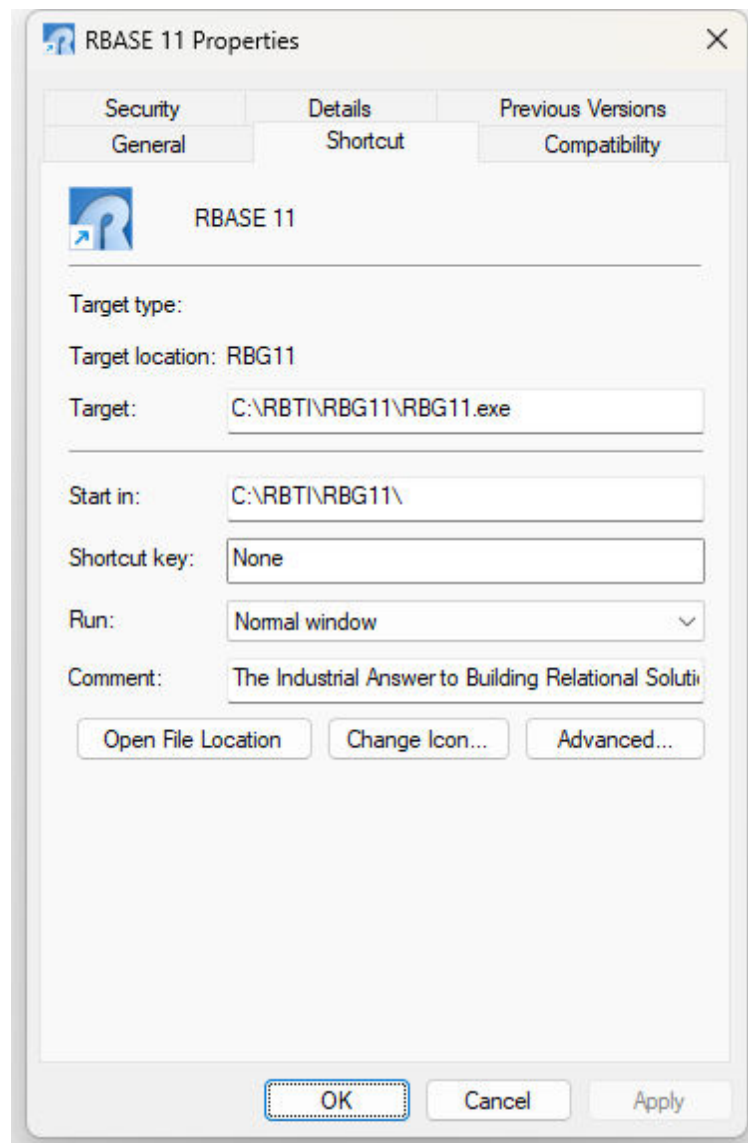 RBASE 11 Properties
Security Details Previous Versions
General Shortcut Compatibility
RBASE 11
Target type:
Target location: RBG11
Target: C:\RBTI\RBG11\RBG11.exe
Start in: C:\RBTI\RBG11\
Shortcut key: None
Run: Normal window
Comment: The Industrial Answer to Building Relational Soluti
Open File Location Change Icon... Advanced...
OK Cancel Apply